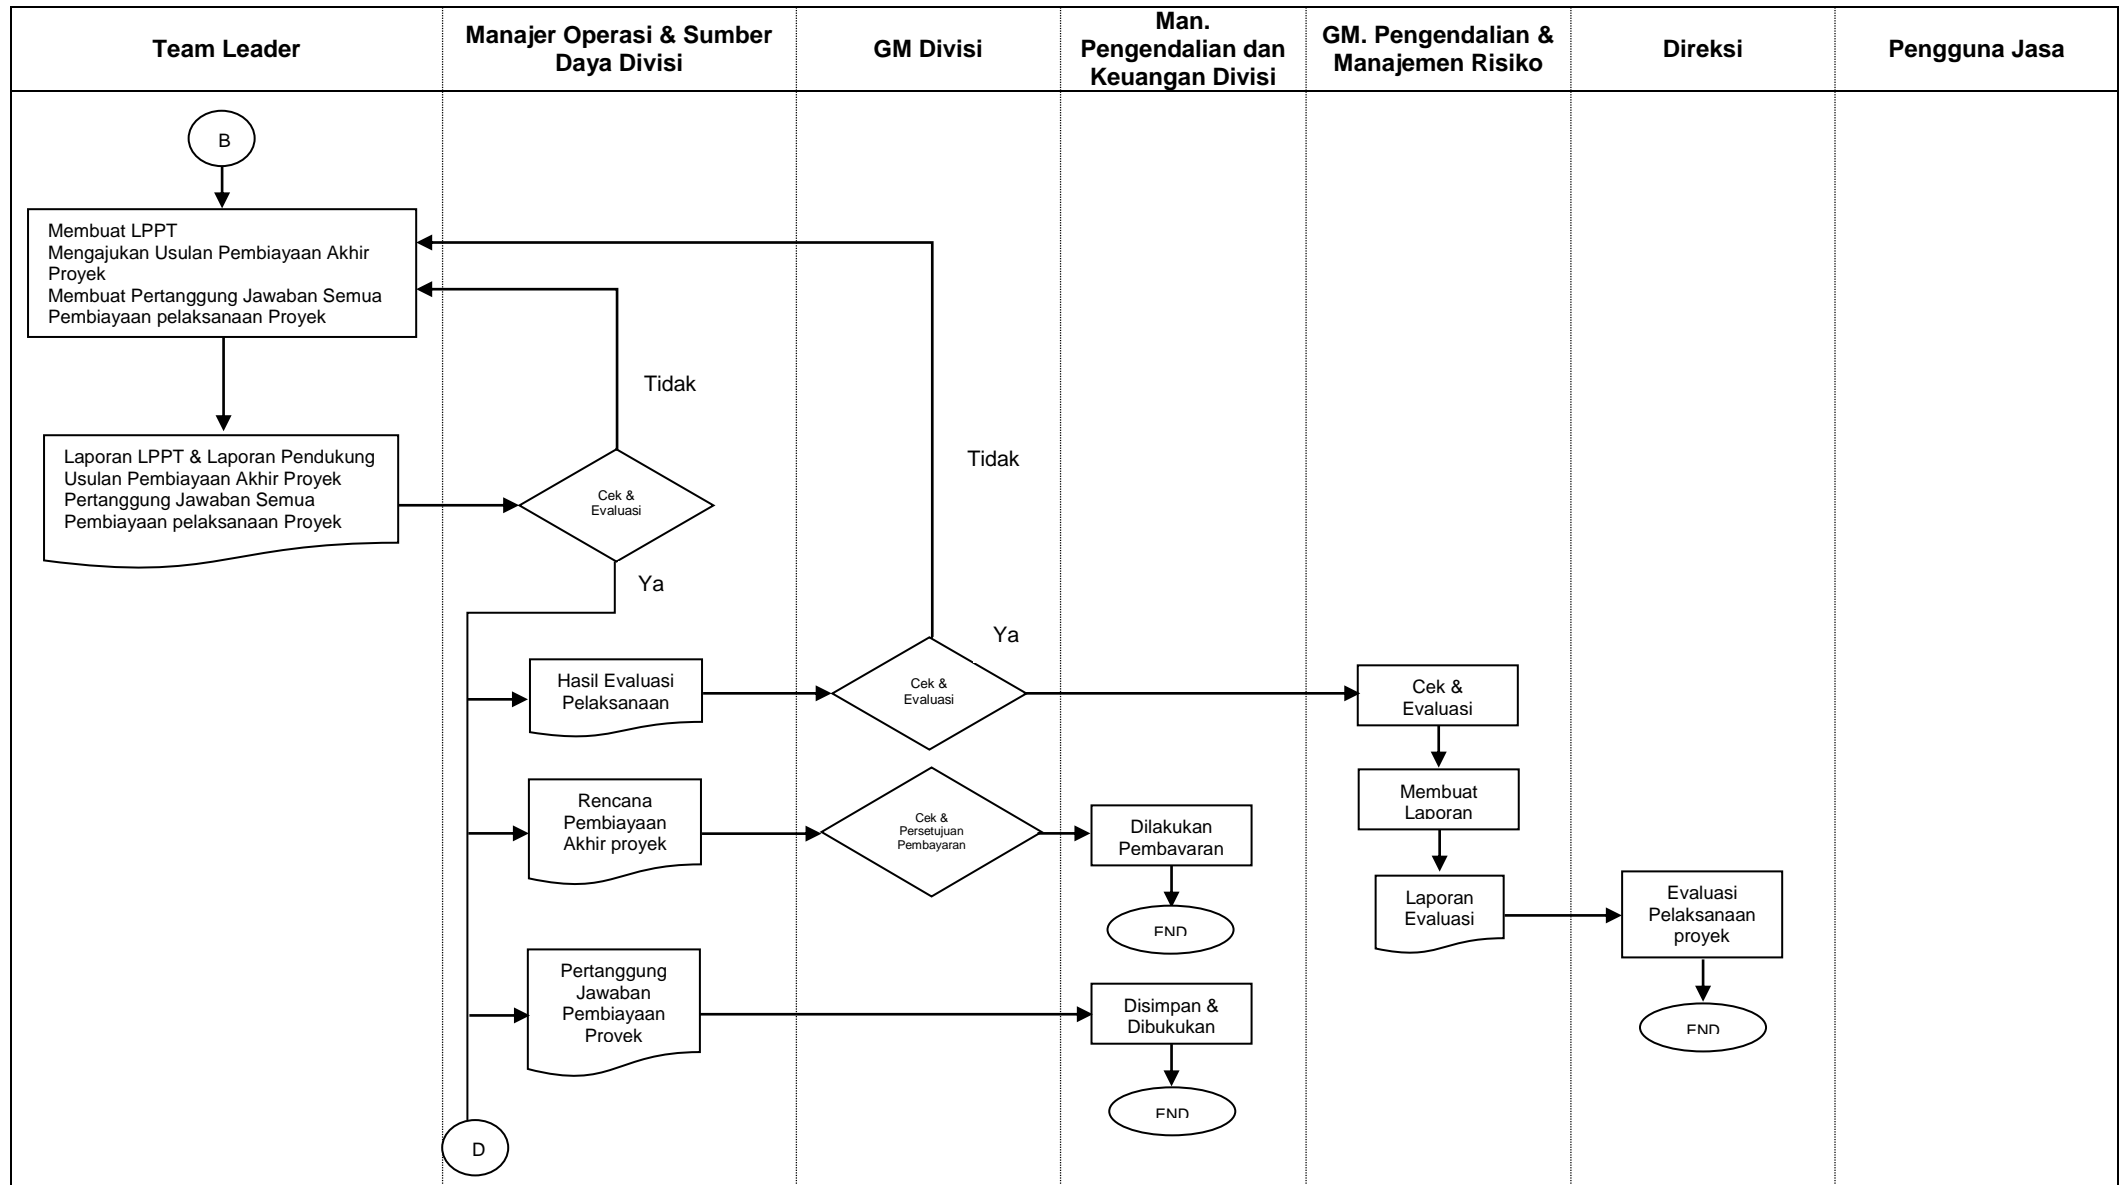 Team Leader
Manajer Operasi & Sumber
Daya Divisi
GM Divisi
Man.
Pengendalian dan
Keuangan Divisi
GM. Pengendalian &
Manajemen Risiko
Direksi
Pengguna Jasa
B
Membuat LPPT
Mengajukan Usulan Pembiayaan Akhir
Proyek
Membuat Pertanggung Jawaban Semua
Pembiayaan pelaksanaan Proyek
Tidak
Laporan LPPT & Laporan Pendukung
Usulan Pembiayaan Akhir Proyek
Pertanggung Jawaban Semua
Pembiayaan pelaksanaan Proyek
Cek &
Evaluasi
Tidak
Ya
Ya
Hasil Evaluasi
Pelaksanaan
Cek &
Evaluasi
Cek &
Evaluasi
Rencana
Pembiayaan
Akhir proyek
Cek &
Persetujuan
Pembayaran
Dilakukan
Pembayaran
Membuat
Laporan
END
Laporan
Evaluasi
Evaluasi
Pelaksanaan
proyek
Pertanggung
Jawaban
Pembiayaan
Proyek
Disimpan &
Dibukukan
END
END
D